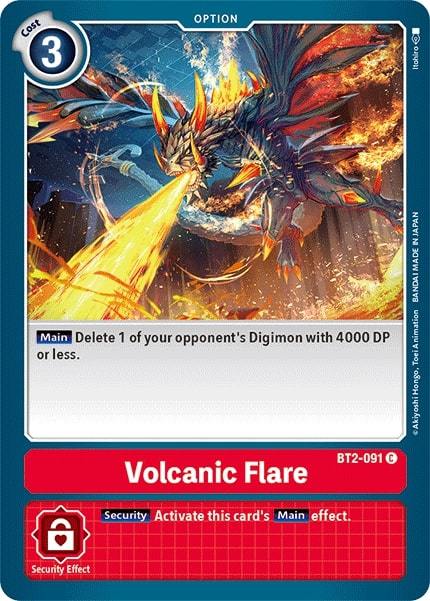 OPTION
Cost
3
Itohiro
Main Delete 1 of your opponent's Digimon with 4000 DP
or less.
©Akiyoshi Hongo, Toei Animation BANDAI MADE IN JAPAN
BT2-091 C
Volcanic Flare
Security Activate this card's Main effect.
Security Effect